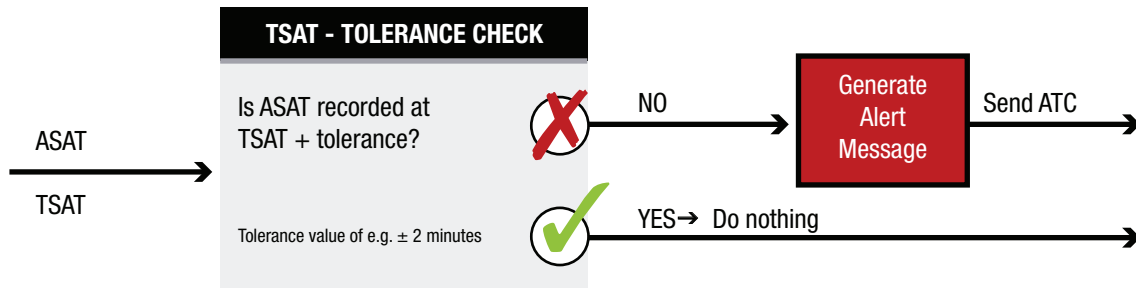 TSAT - TOLERANCE CHECK
Is ASAT recorded at
TSAT + tolerance?
NO
Generate
Alert
Message
Send ATC
ASAT
TSAT
Tolerance value of e.g. ± 2 minutes
YES➔ Do nothing